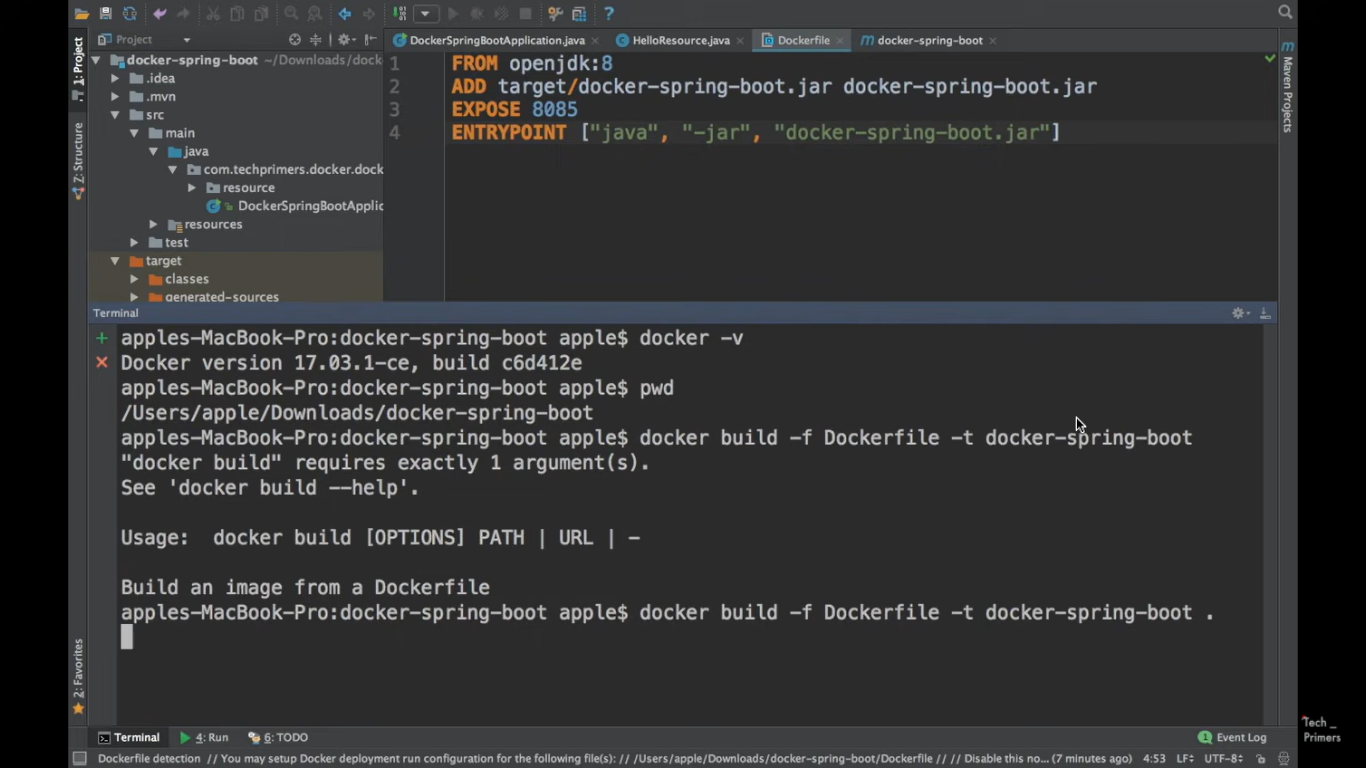 Project
docker-spring-boot ~/Downloads/dock
.idea
.mvn
src
main
java
com.techprimers.docker.dock
resource
DockerSpringBootApplic
resources
test
target
classes
generated-sources
1: Project
Z: Structure
2: Favorites
DockerSpringBootApplication.java
HelloResource.java
Dockerfile
docker-spring-boot
1 FROM openjdk:8
2 ADD target/docker-spring-boot.jar docker-spring-boot.jar
3 EXPOSE 8085
4 ENTRYPOINT ["java", "-jar", "docker-spring-boot.jar"]
Maven Projects
Terminal
apples-MacBook-Pro:docker-spring-boot apple$ docker -v
Docker version 17.03.1-ce, build c6d412e
apples-MacBook-Pro:docker-spring-boot apple$ pwd
/Users/apple/Downloads/docker-spring-boot
apples-MacBook-Pro:docker-spring-boot apple$ docker build -f Dockerfile -t docker-spring-boot
"docker build" requires exactly 1 argument(s).
See 'docker build --help'.
Usage:  docker build [OPTIONS] PATH | URL | -
Build an image from a Dockerfile
apples-MacBook-Pro:docker-spring-boot apple$ docker build -f Dockerfile -t docker-spring-boot .
Terminal
4: Run
6: TODO
1 Event Log
Dockerfile detection // You may setup Docker deployment run configuration for the following file(s): // /Users/apple/Downloads/docker-spring-boot/Dockerfile // // Disable this no... (7 minutes ago)
4:53
LF
UTF-8
Tech _
Primers